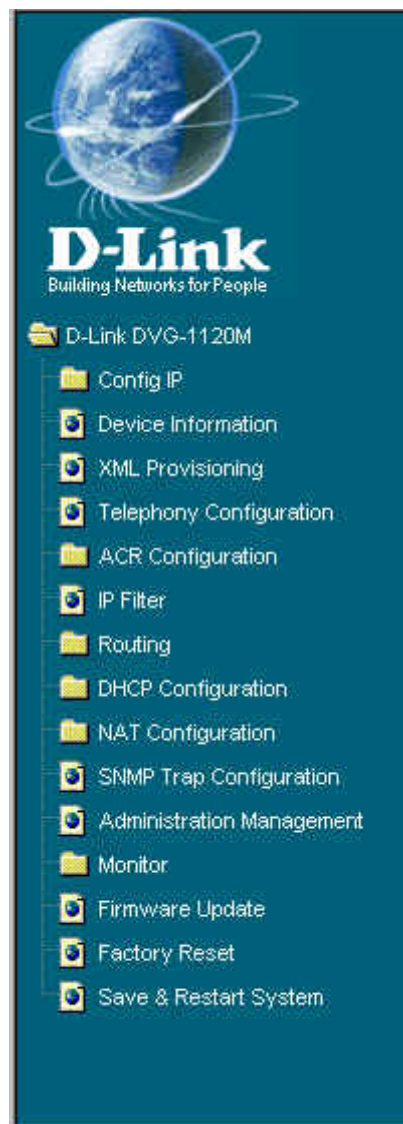 D-Link
Building Networks for People
D-Link DVG-1120M
Config IP
Device Information
XML Provisioning
Telephony Configuration
ACR Configuration
IP Filter
Routing
DHCP Configuration
NAT Configuration
SNMP Trap Configuration
Administration Management
Monitor
Firmware Update
Factory Reset
Save & Restart System